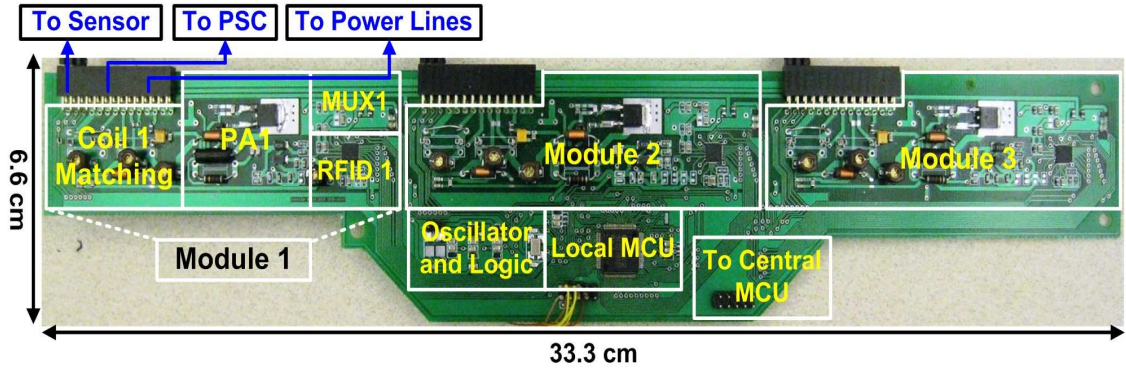 To Sensor
To PSC
To Power Lines
MUX1
Coil 1
Matching
PA1
RFID 1
Module 2
Module 3
Module 1
Oscillator
and Logic
Local MCU
To Central
MCU
6.6 cm
33.3 cm